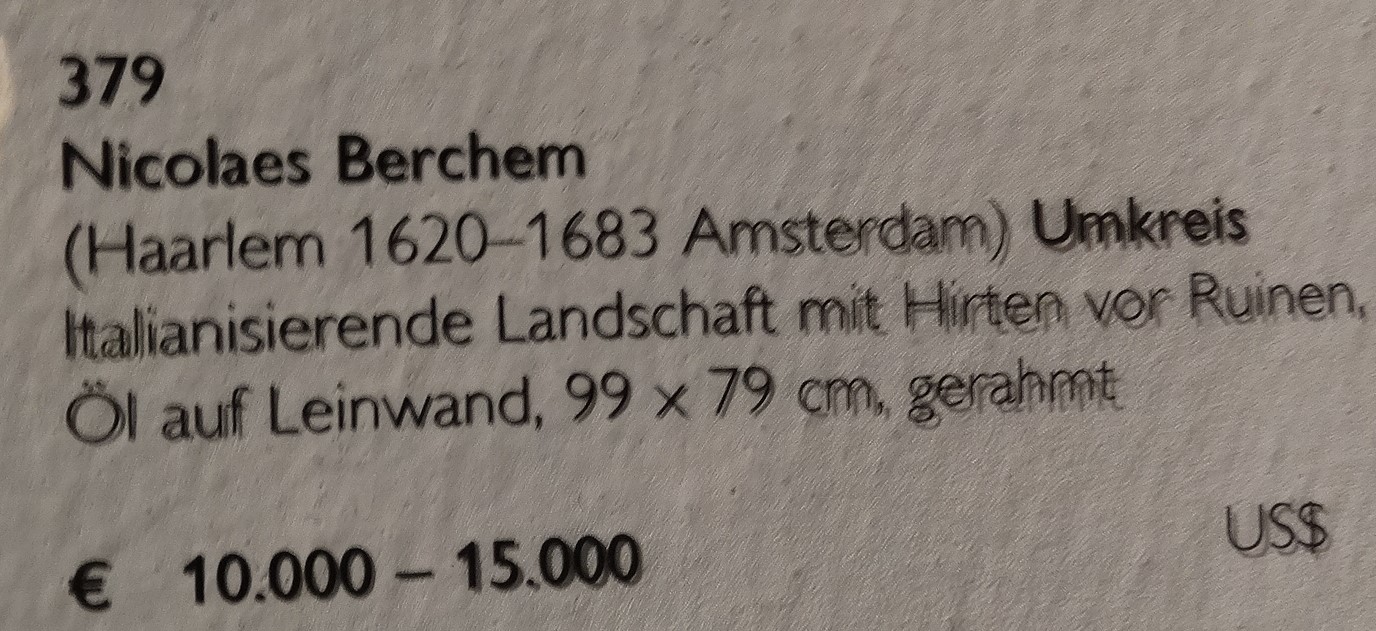 379
Nicolaes Berchem
(Haarlem 1620–1683 Amsterdam) Umkreis
Italianisierende Landschaft mit Hirten vor Ruinen,
Öl auf Leinwand, 99 x 79 cm, gerahmt
US$
€ 10.000 – 15.000